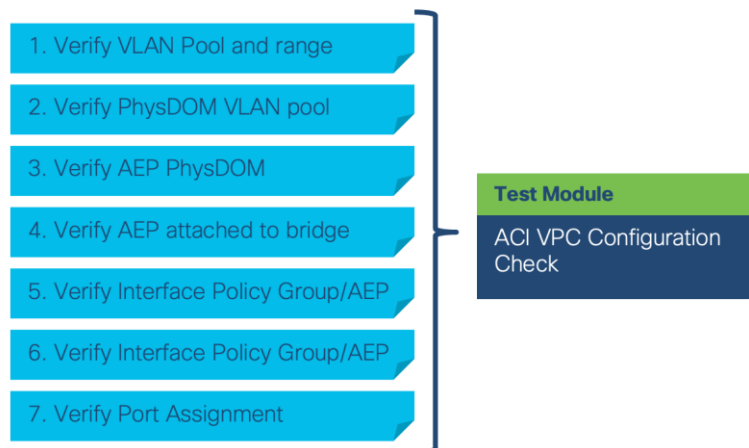 1. Verify VLAN Pool and range
2. Verify PhysDOM VLAN pool
3. Verify AEP PhysDOM
4. Verify AEP attached to bridge
5. Verify Interface Policy Group/AEP
6. Verify Interface Policy Group/AEP
7. Verify Port Assignment
Test Module
ACI VPC Configuration
Check